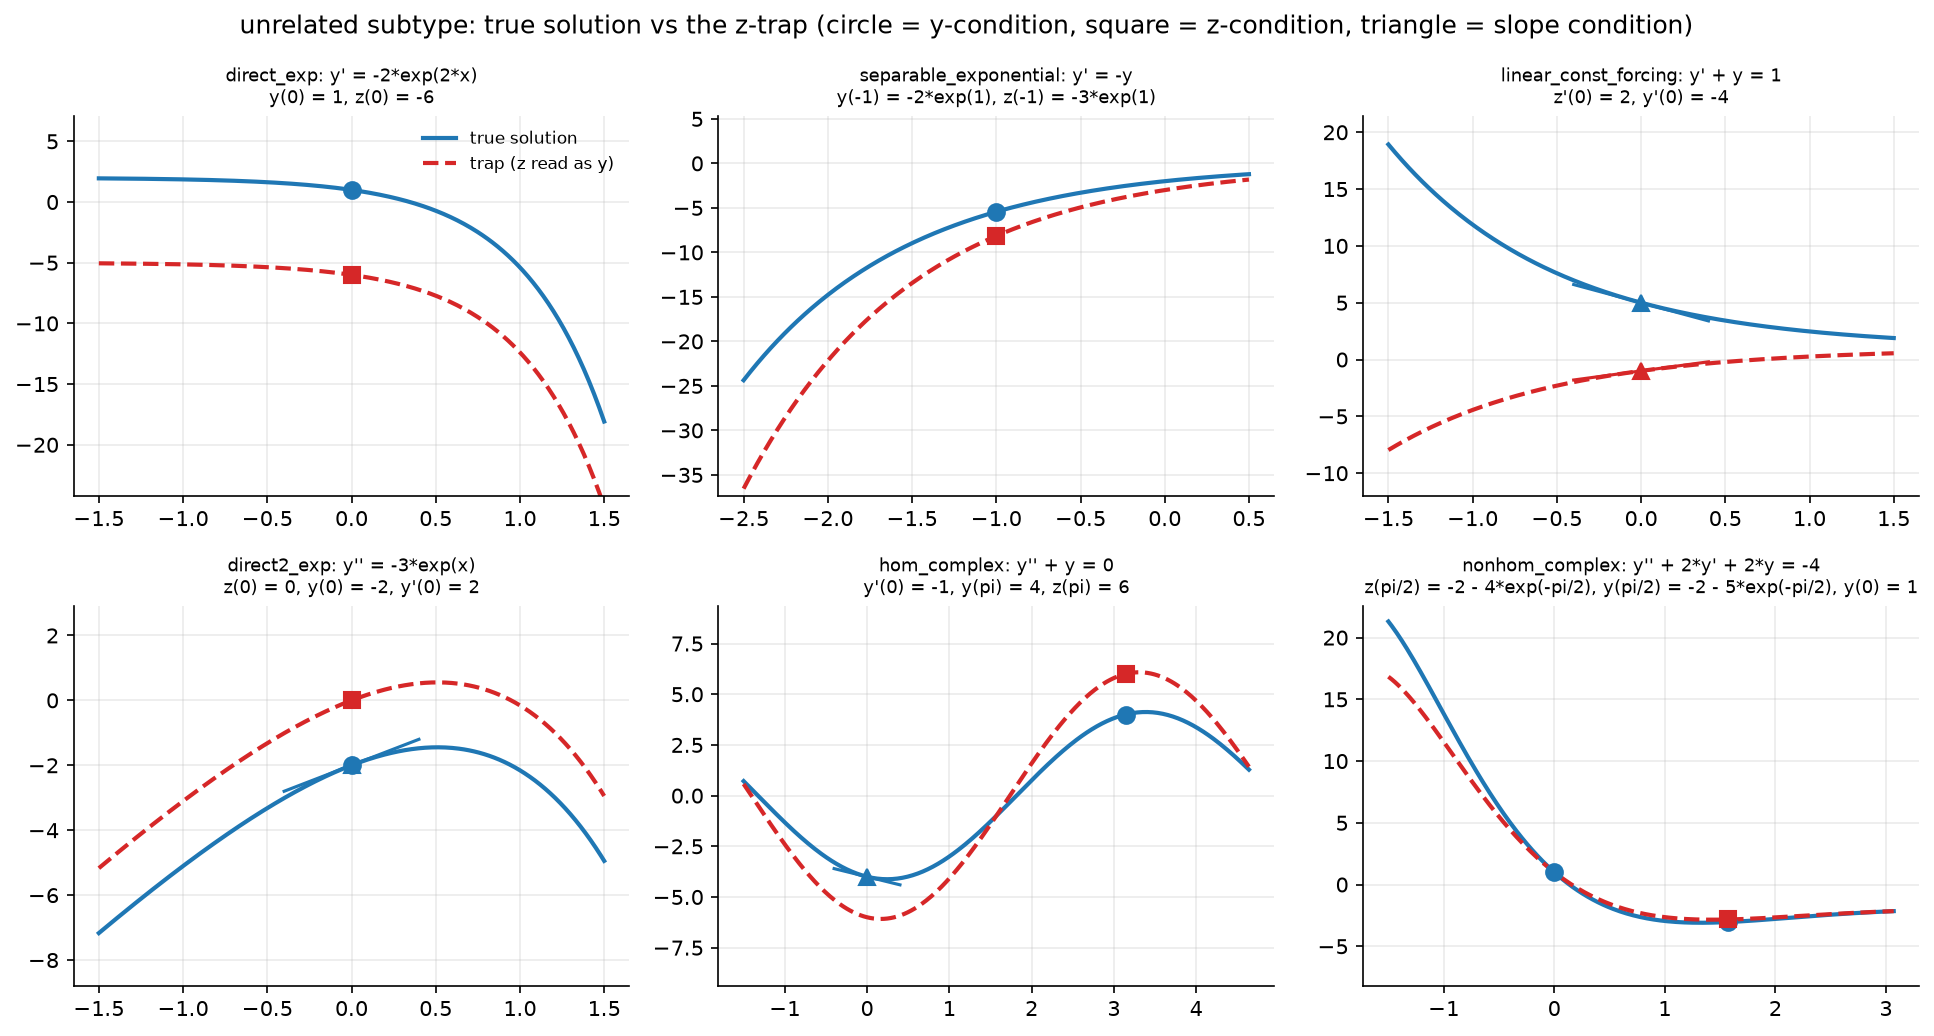 unrelated subtype: true solution vs the z-trap (circle = y-condition, square = z-condition, triangle = slope condition)
direct_exp: y' = -2*exp(2*x)
y(0) = 1, z(0) = -6
true solution
trap (z read as y)
5
0
−5
−10
−15
−20
−1.5 −1.0 −0.5 0.0 0.5 1.0 1.5
separable_exponential: y' = -y
y(-1) = -2*exp(1), z(-1) = -3*exp(1)
5
0
−5
−10
−15
−20
−25
−30
−35
−2.5 −2.0 −1.5 −1.0 −0.5 0.0 0.5
linear_const_forcing: y' + y = 1
z'(0) = 2, y'(0) = -4
20
15
10
5
0
−5
−10
−1.5 −1.0 −0.5 0.0 0.5 1.0 1.5
direct2_exp: y'' = -3*exp(x)
z(0) = 0, y(0) = -2, y'(0) = 2
2
0
−2
−4
−6
−8
−1.5 −1.0 −0.5 0.0 0.5 1.0 1.5
hom_complex: y'' + y = 0
y'(0) = -1, y(pi) = 4, z(pi) = 6
7.5
5.0
2.5
0.0
−2.5
−5.0
−7.5
−1 0 1 2 3 4
nonhom_complex: y'' + 2*y' + 2*y = -4
z(pi/2) = -2 - 4*exp(-pi/2), y(pi/2) = -2 - 5*exp(-pi/2), y(0) = 1
20
15
10
5
0
−5
−1 0 1 2 3